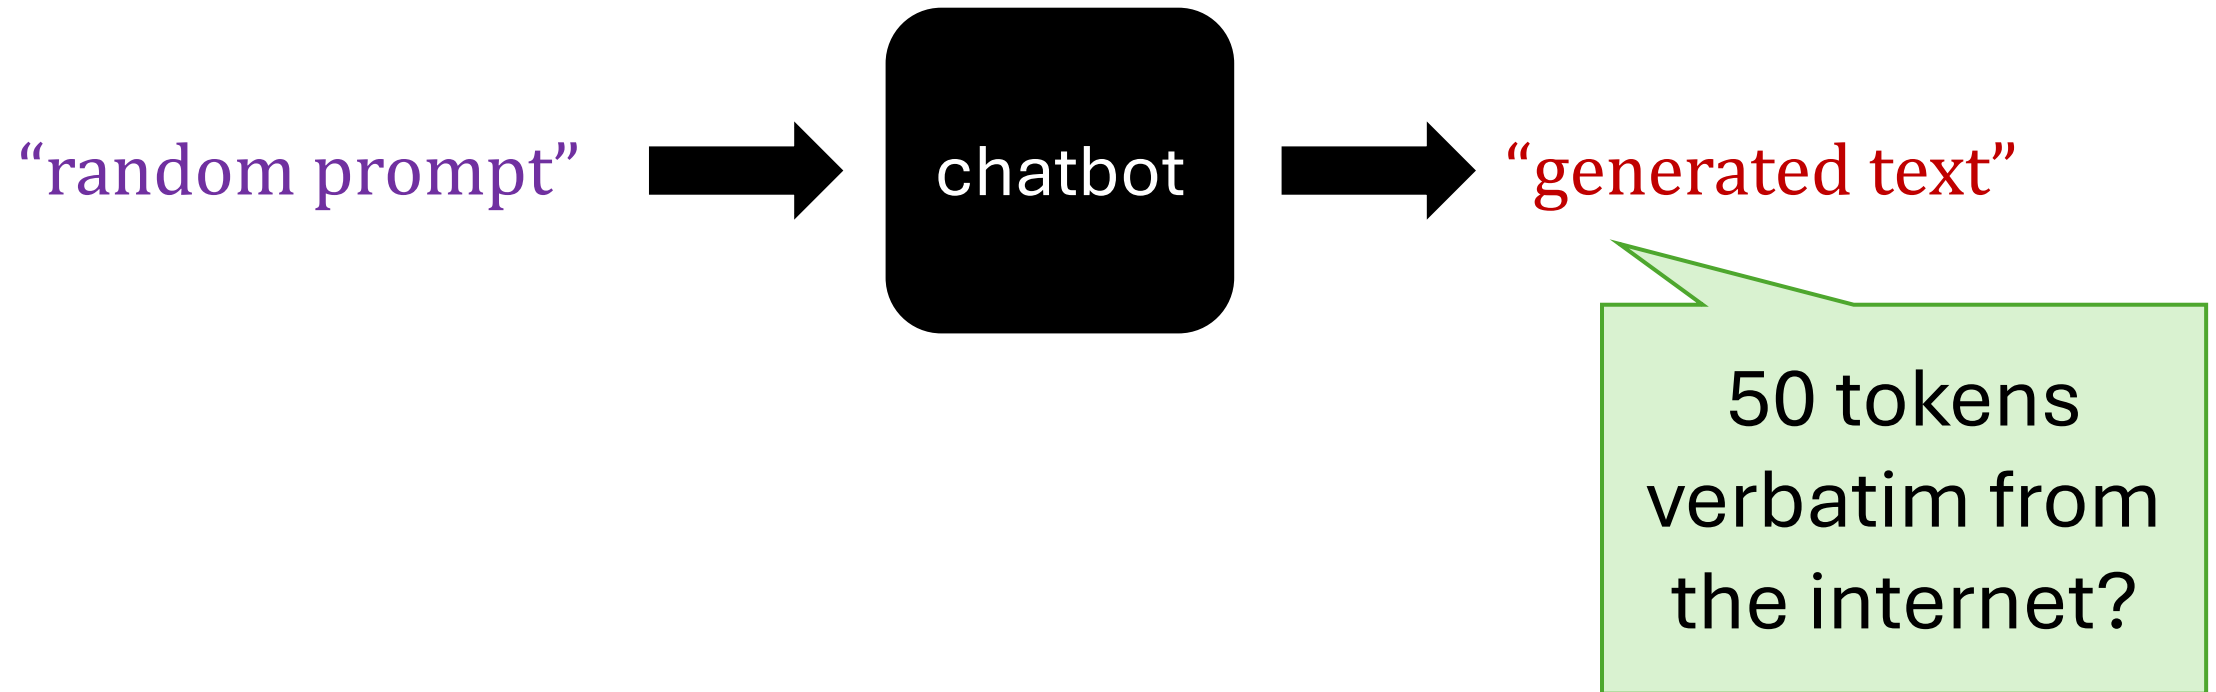 “random prompt”
chatbot
“generated text”
50 tokens
verbatim from
the internet?